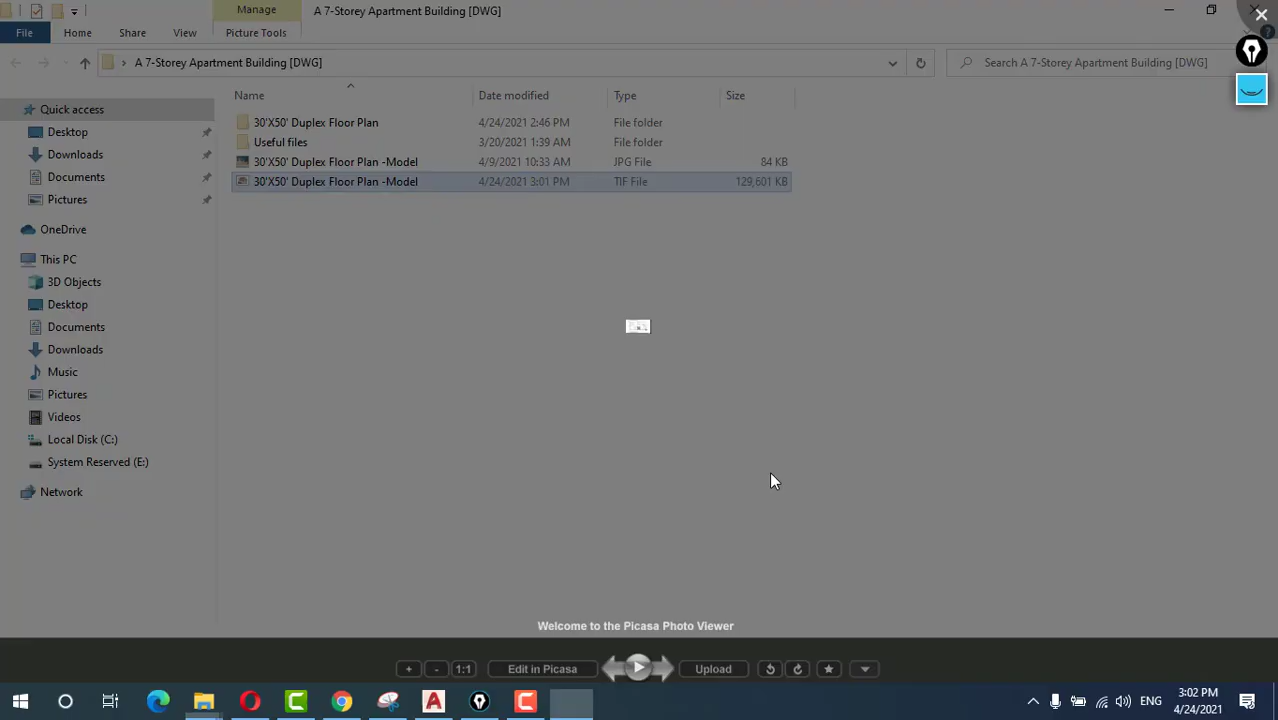 Manage
A 7-Storey Apartment Building [DWG]
File
Home
Share
View
Picture Tools
A 7-Storey Apartment Building [DWG]
Search A 7-Storey Apartment Building [DWG]
Name
Date modified
Type
Size
Quick access
Desktop
Downloads
Documents
Pictures
OneDrive
This PC
3D Objects
Desktop
Documents
Downloads
Music
Pictures
Videos
Local Disk (C:)
System Reserved (E:)
Network
30'X50' Duplex Floor Plan 4/24/2021 2:46 PM File folder
Useful files 3/20/2021 1:39 AM File folder
30'X50' Duplex Floor Plan -Model 4/9/2021 10:33 AM JPG File 84 KB
30'X50' Duplex Floor Plan -Model 4/24/2021 3:01 PM TIF File 129,601 KB
Welcome to the Picasa Photo Viewer
+ - 1:1 Edit in Picasa Upload
ENG
3:02 PM
4/24/2021